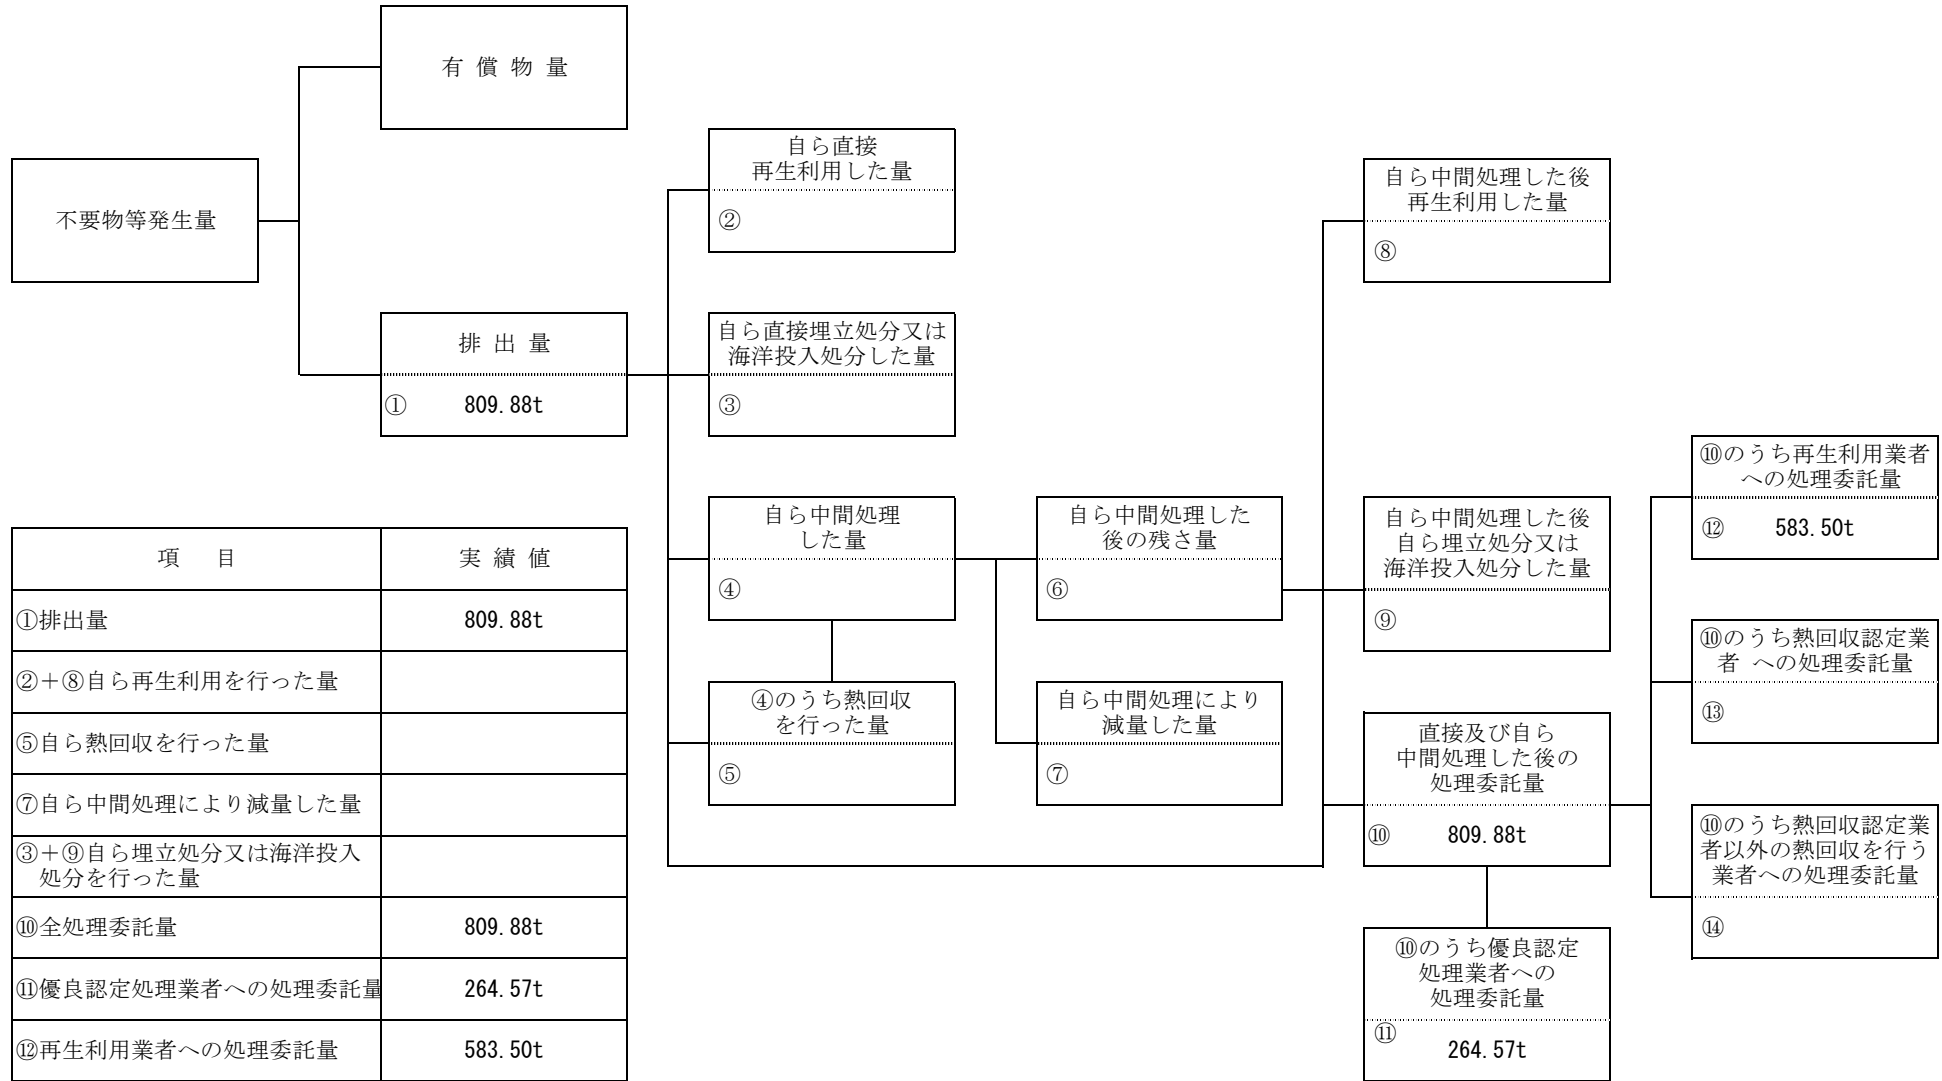 有 償 物 量
不要物等発生量
排 出 量
① 809.88t
自ら直接
再生利用した量
②
自ら直接埋立処分又は
海洋投入処分した量
③
自ら中間処理
した量
④
④のうち熱回収
を行った量
⑤
自ら中間処理した
後の残さ量
⑥
自ら中間処理により
減量した量
⑦
自ら中間処理した後
再生利用した量
⑧
自ら中間処理した後
自ら埋立処分又は
海洋投入処分した量
⑨
直接及び自ら
中間処理した後の
処理委託量
⑩ 809.88t
⑩のうち優良認定
処理業者への
処理委託量
⑪ 264.57t
⑩のうち再生利用業者
への処理委託量
⑫ 583.50t
⑩のうち熱回収認定業
者 への処理委託量
⑬
⑩のうち熱回収認定業
者以外の熱回収を行う
業者への処理委託量
⑭
項 目 実 績 値
①排出量 809.88t
②＋⑧自ら再生利用を行った量
⑤自ら熱回収を行った量
⑦自ら中間処理により減量した量
③＋⑨自ら埋立処分又は海洋投入
処分を行った量
⑩全処理委託量 809.88t
⑪優良認定処理業者への処理委託量 264.57t
⑫再生利用業者への処理委託量 583.50t